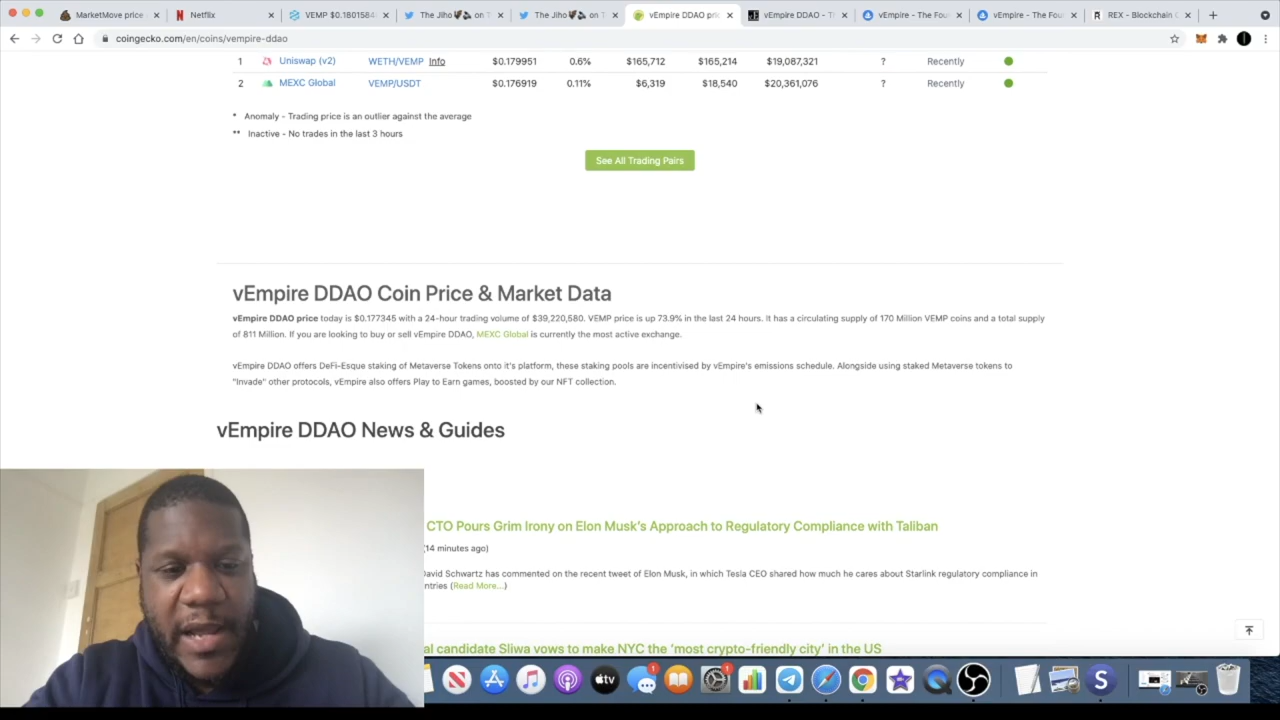 MarketMove price
Netflix
VEMP $0.1801584
The Jiho
on T
The Jiho
on T
vEmpire DDAO pric
vEmpire DDAO - T
vEmpire - The Foun
vEmpire - The Foun
REX - Blockchain
coingecko.com/en/coins/vempire-ddao
1 Uniswap (v2) WETH/VEMP Info $0.179951 0.6% $165,712 $165,214 $19,087,321 ? Recently
2 MEXC Global VEMP/USDT $0.176919 0.11% $6,319 $18,540 $20,361,076 ? Recently
* Anomaly - Trading price is an outlier against the average
** Inactive - No trades in the last 3 hours
See All Trading Pairs
vEmpire DDAO Coin Price & Market Data
vEmpire DDAO price today is $0.177345 with a 24-hour trading volume of $39,220,580. VEMP price is up 73.9% in the last 24 hours. It has a circulating supply of 170 Million VEMP coins and a total supply
of 811 Million. If you are looking to buy or sell vEmpire DDAO, MEXC Global is currently the most active exchange.
vEmpire DDAO offers DeFi-Esque staking of Metaverse Tokens onto it's platform, these staking pools are incentivised by vEmpire's emissions schedule. Alongside using staked Metaverse tokens to
"Invade" other protocols, vEmpire also offers Play to Earn games, boosted by our NFT collection.
vEmpire DDAO News & Guides
CTO Pours Grim Irony on Elon Musk's Approach to Regulatory Compliance with Taliban
(14 minutes ago)
David Schwartz has commented on the recent tweet of Elon Musk, in which Tesla CEO shared how much he cares about Starlink regulatory compliance in
ntries (Read More...)
al candidate Sliwa vows to make NYC the 'most crypto-friendly city' in the US
tv
1
1
S